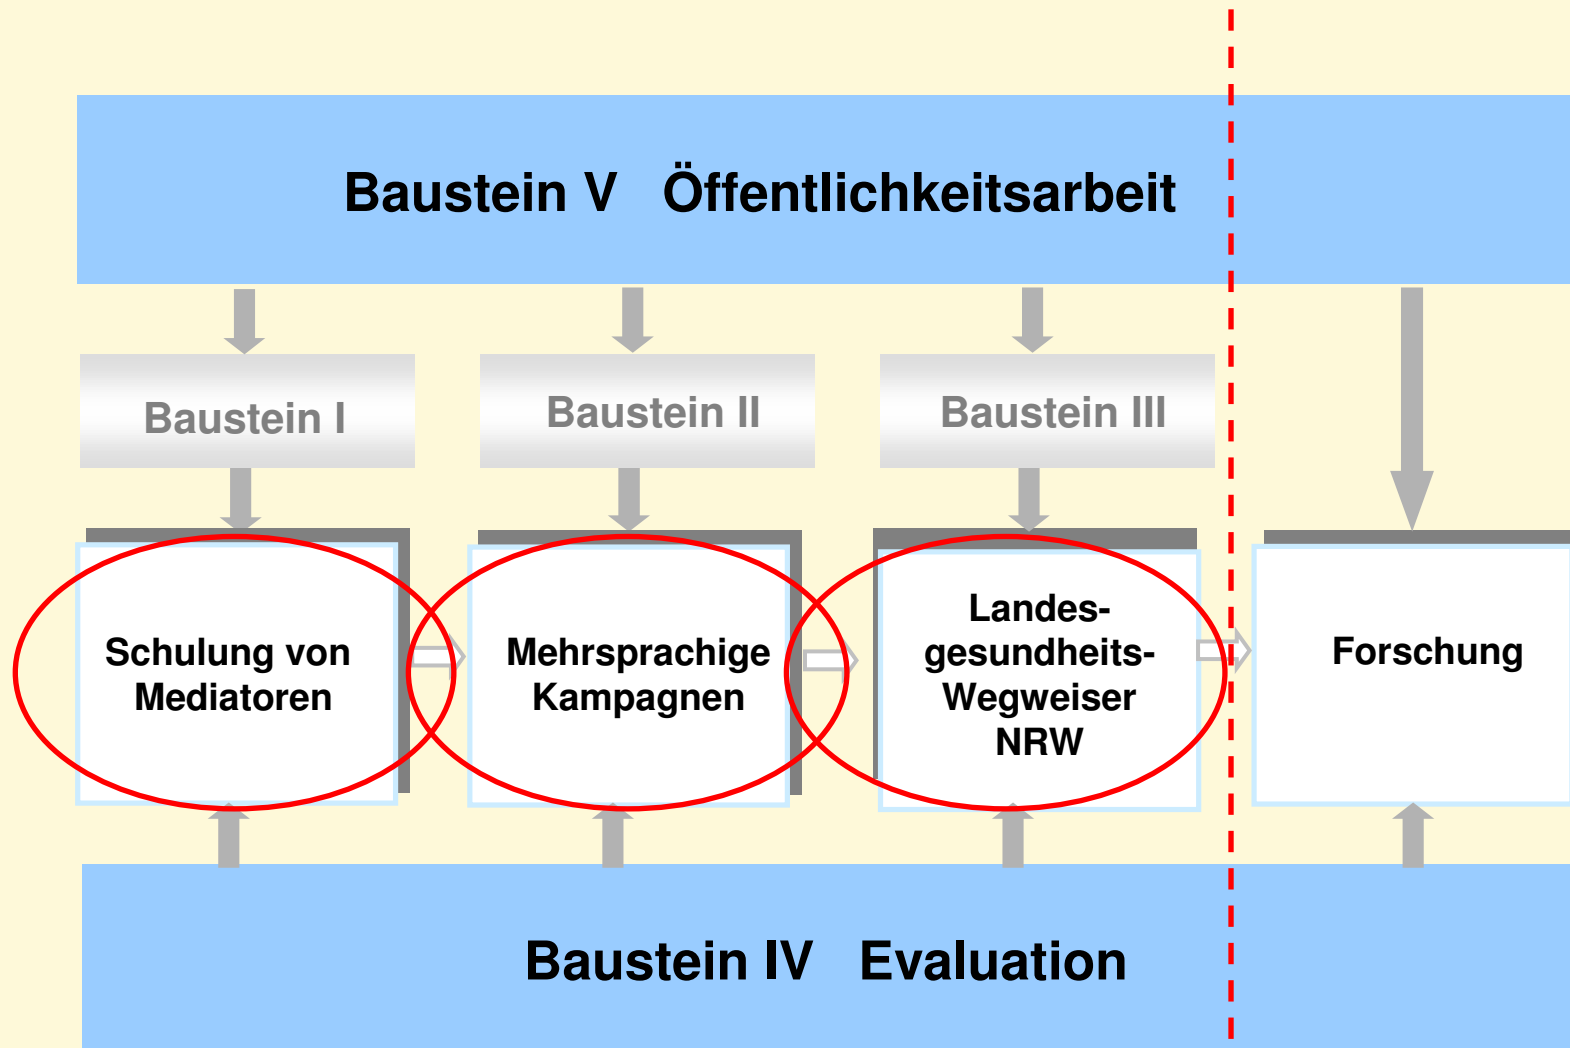 Baustein V Öffentlichkeitsarbeit
Baustein I
Baustein II
Baustein III
Schulung von
Mediatoren
Mehrsprachige
Kampagnen
Landes-
gesundheits-
Wegweiser
NRW
Forschung
Baustein IV Evaluation